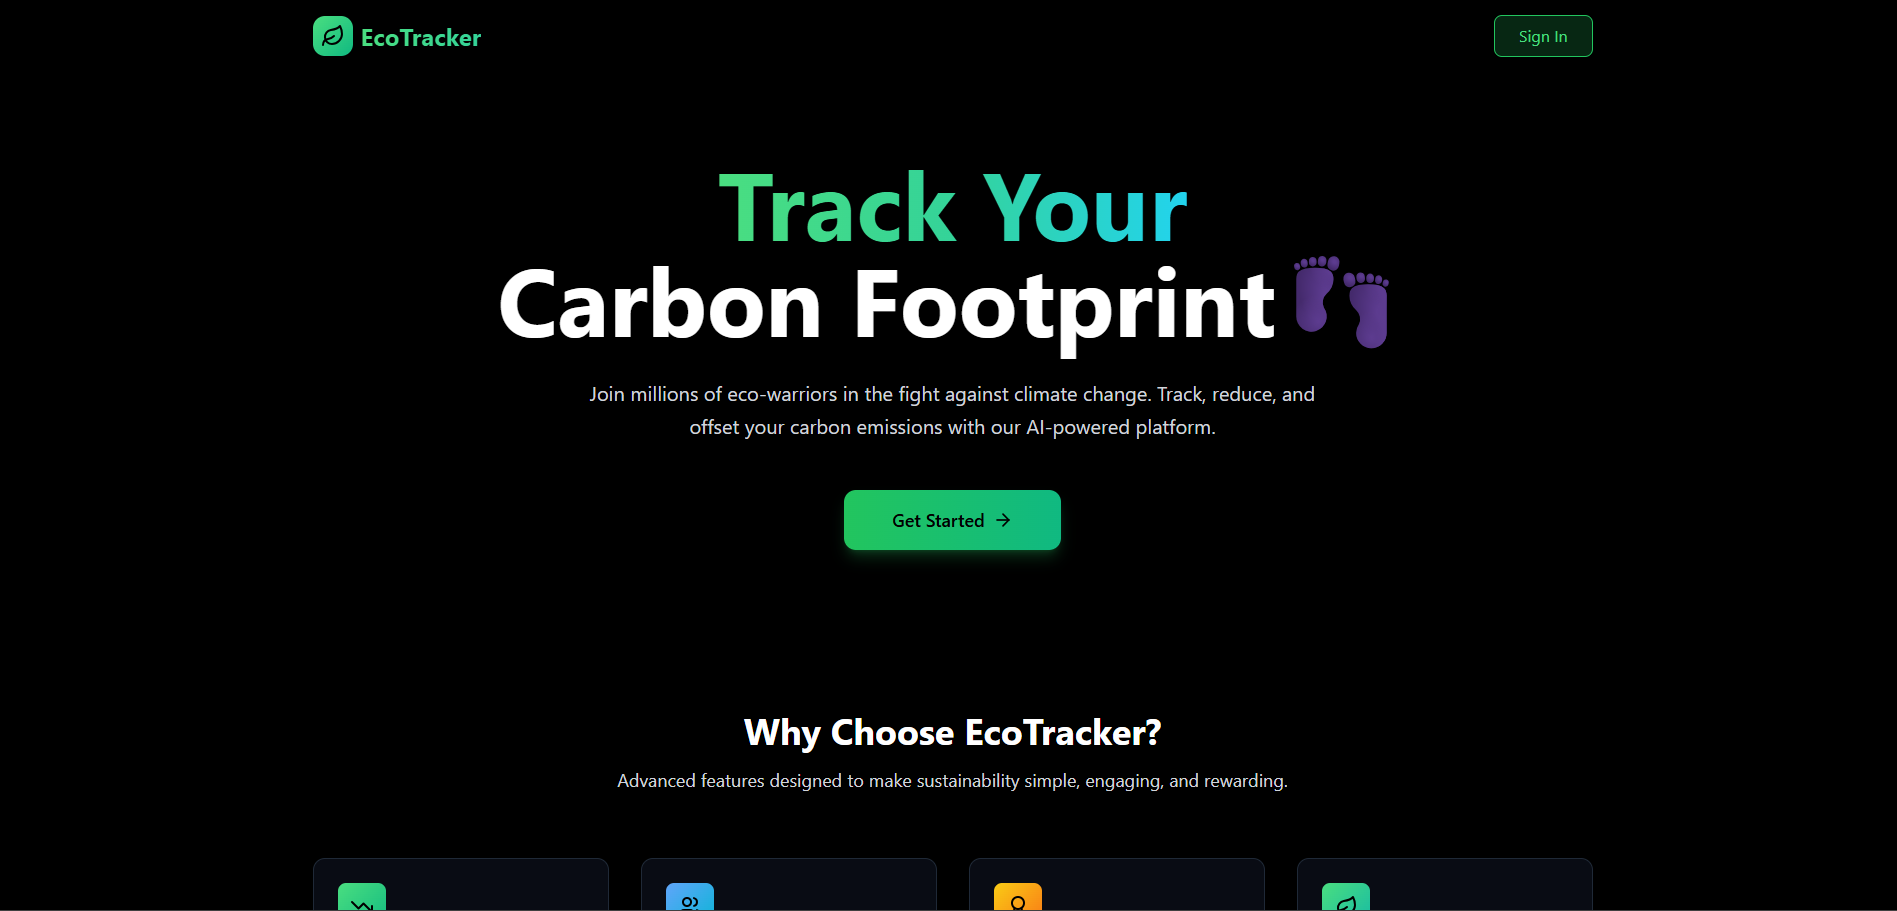 EcoTracker
Sign In
Track Your
Carbon Footprint
Join millions of eco-warriors in the fight against climate change. Track, reduce, and
offset your carbon emissions with our AI-powered platform.
Get Started
Why Choose EcoTracker?
Advanced features designed to make sustainability simple, engaging, and rewarding.